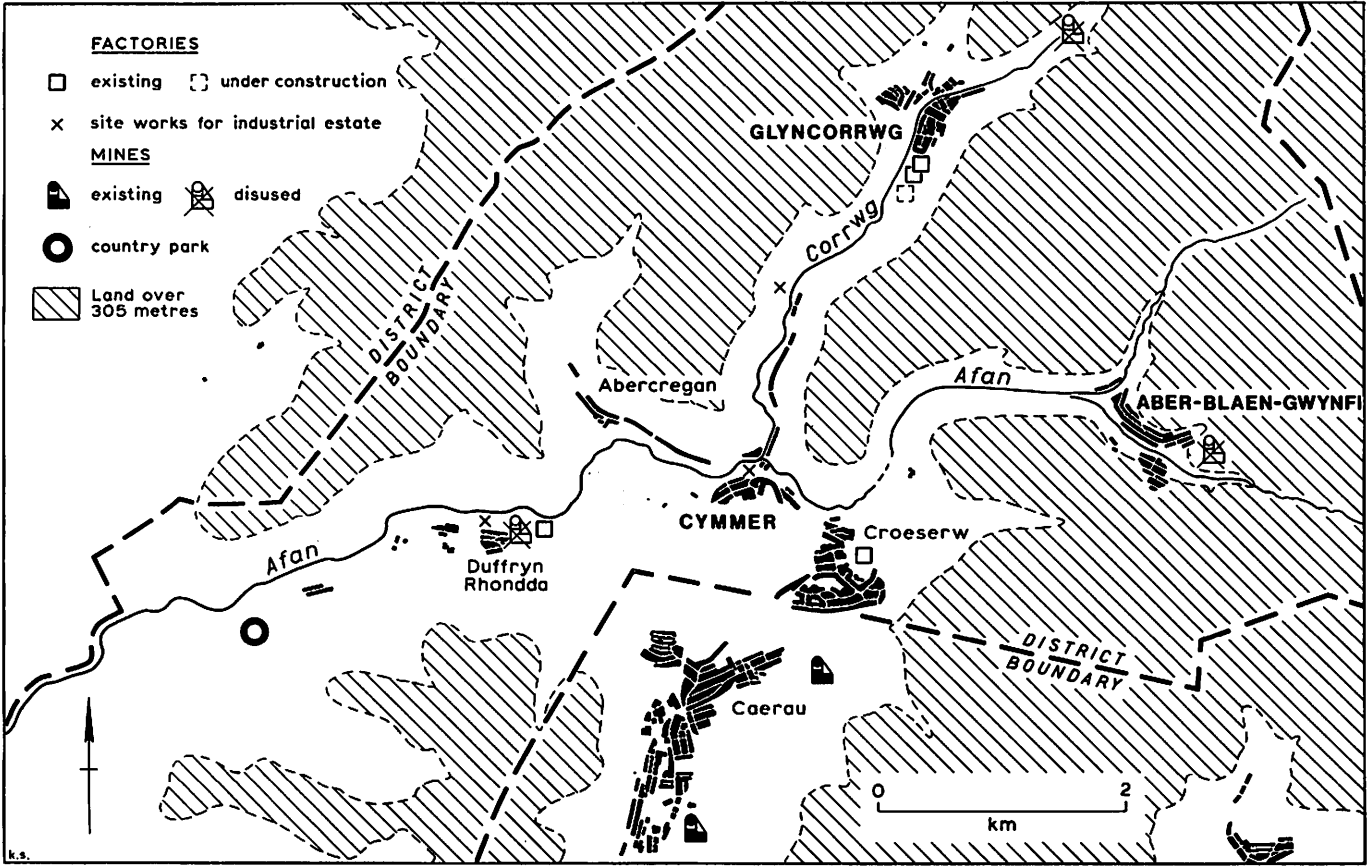 FACTORIES
existing
under construction
site works for industrial estate
MINES
existing
disused
country park
Land over
305 metres
DISTRICT
BOUNDARY
GLYNCORRWG
Corrwg
Abercregan
Afan
ABER-BLAEN-GWYNFI
CYMMER
Croeserw
Afan
Duffryn
Rhondda
DISTRICT
BOUNDARY
Caerau
0 2
km
k.s.